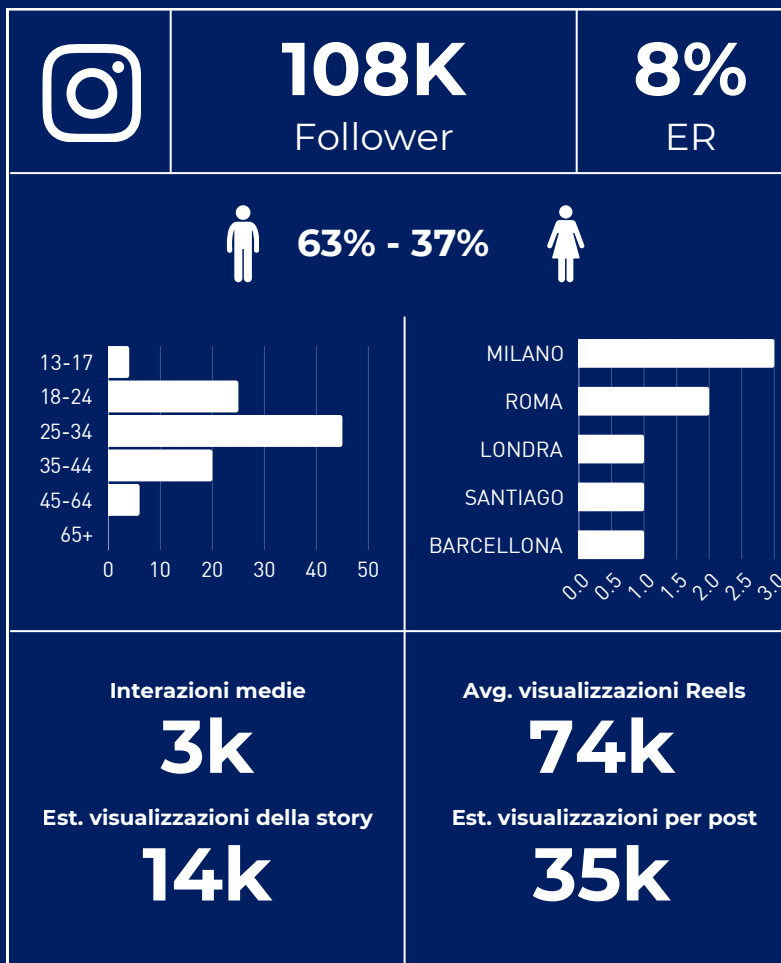 108K
Follower
8%
ER
63% - 37%
13-17
18-24
25-34
35-44
45-64
65+
0 10 20 30 40 50
MILANO
ROMA
LONDRA
SANTIAGO
BARCELLONA
0.0 0.5 1.0 1.5 2.0 2.5 3.0
Interazioni medie
3k
Est. visualizzazioni della story
14k
Avg. visualizzazioni Reels
74k
Est. visualizzazioni per post
35k